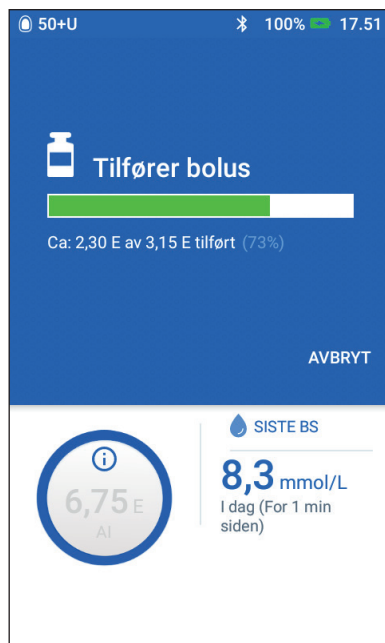 50+U 100% 17.51
Tilfører bolus
Ca: 2,30 E av 3,15 E tilført (73%)
AVBRYT
SISTE BS
6,75 E
AI
8,3 mmol/L
I dag (For 1 min
siden)